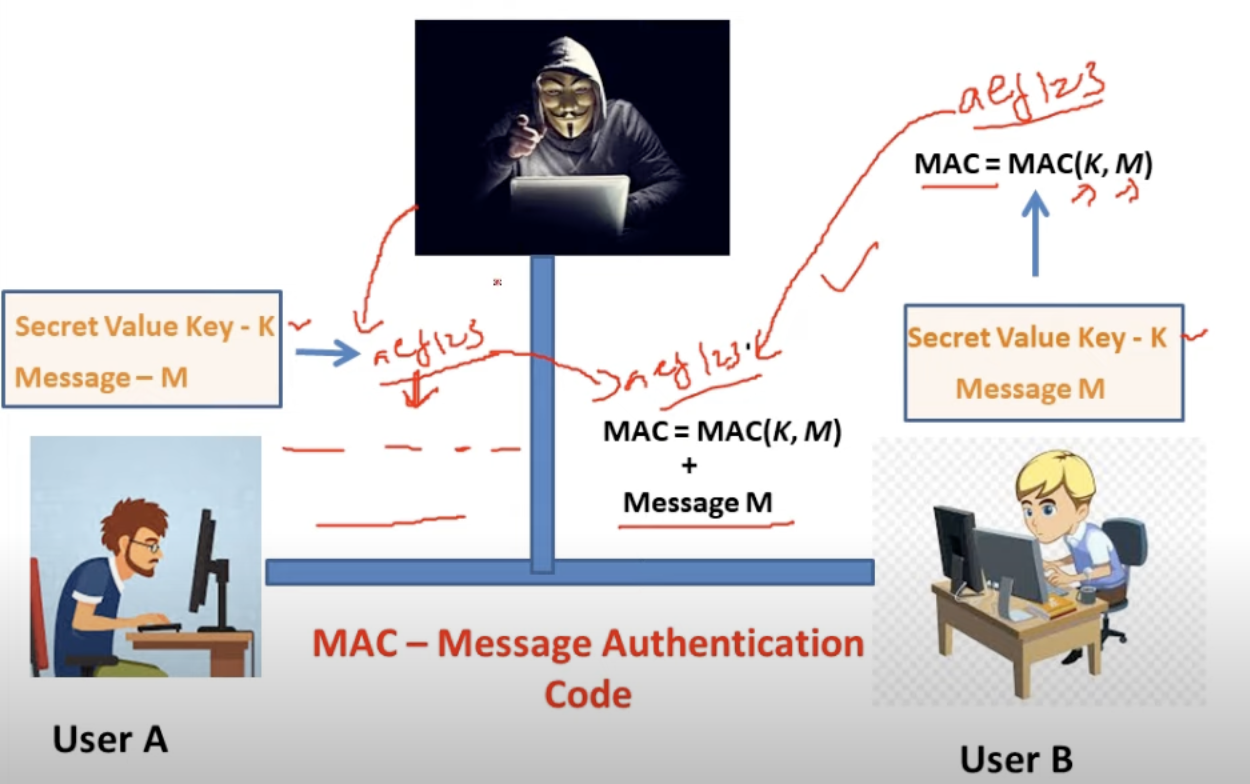 aef123
MAC = MAC(K, M)
Secret Value Key - K
Message – M
aef123
aef123
Secret Value Key - K
Message M
MAC = MAC(K, M)
+
Message M
MAC – Message Authentication
Code
User A
User B